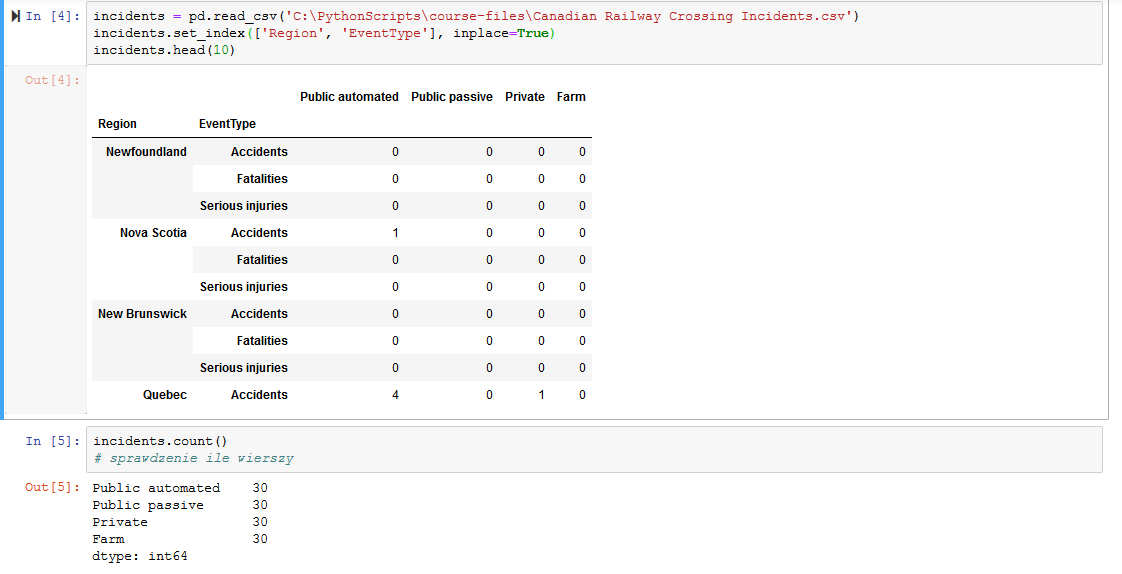 In [4]: incidents = pd.read_csv('C:\PythonScripts\course-files\Canadian Railway Crossing Incidents.csv')
incidents.set_index(['Region', 'EventType'], inplace=True)
incidents.head(10)
Out[4]:
Public automated Public passive Private Farm
Region EventType
Newfoundland Accidents 0 0 0 0
Fatalities 0 0 0 0
Serious injuries 0 0 0 0
Nova Scotia Accidents 1 0 0 0
Fatalities 0 0 0 0
Serious injuries 0 0 0 0
New Brunswick Accidents 0 0 0 0
Fatalities 0 0 0 0
Serious injuries 0 0 0 0
Quebec Accidents 4 0 1 0
In [5]: incidents.count()
# sprawdzenie ile wierszy
Out[5]: Public automated 30
Public passive 30
Private 30
Farm 30
dtype: int64